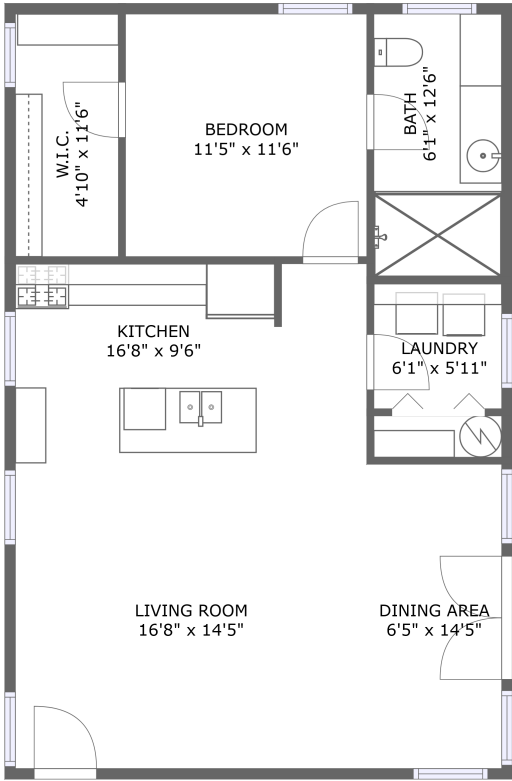 BEDROOM
11'5" x 11'6"
W.I.C.
4'10" x 11'6"
BATH
6'1" x 12'6"
KITCHEN
16'8" x 9'6"
LAUNDRY
6'1" x 5'11"
LIVING ROOM
16'8" x 14'5"
DINING AREA
6'5" x 14'5"